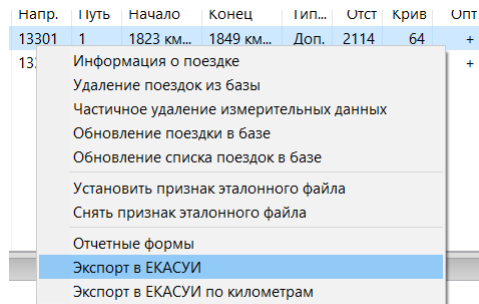 Напр. Путь Начало Конец Тип... Отст Крив Опт
13301 1 1823 км... 1849 км... Доп. 2114 64 +
13 +
Информация о поездке
Удаление поездок из базы
Частичное удаление измерительных данных
Обновление поездки в базе
Обновление списка поездок в базе
Установить признак эталонного файла
Снять признак эталонного файла
Отчетные формы
Экспорт в ЕКАСУИ
Экспорт в ЕКАСУИ по километрам